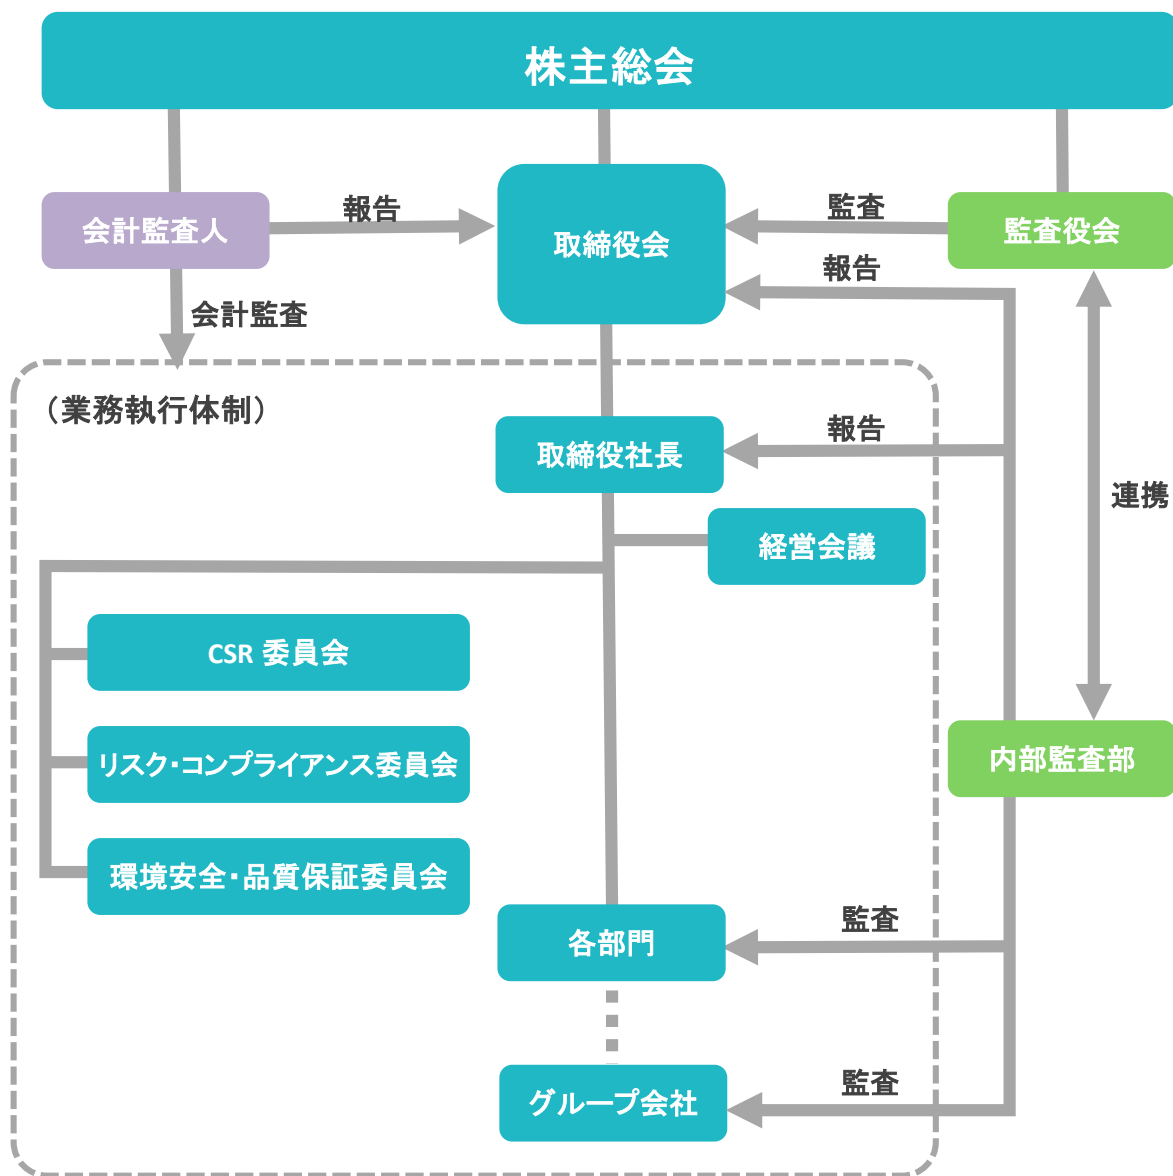 株主総会
会計監査人
報告
取締役会
監査
監査役会
報告
会計監査
（業務執行体制）
取締役社長
報告
連携
経営会議
CSR 委員会
リスク・コンプライアンス委員会
内部監査部
環境安全・品質保証委員会
各部門
監査
グループ会社
監査